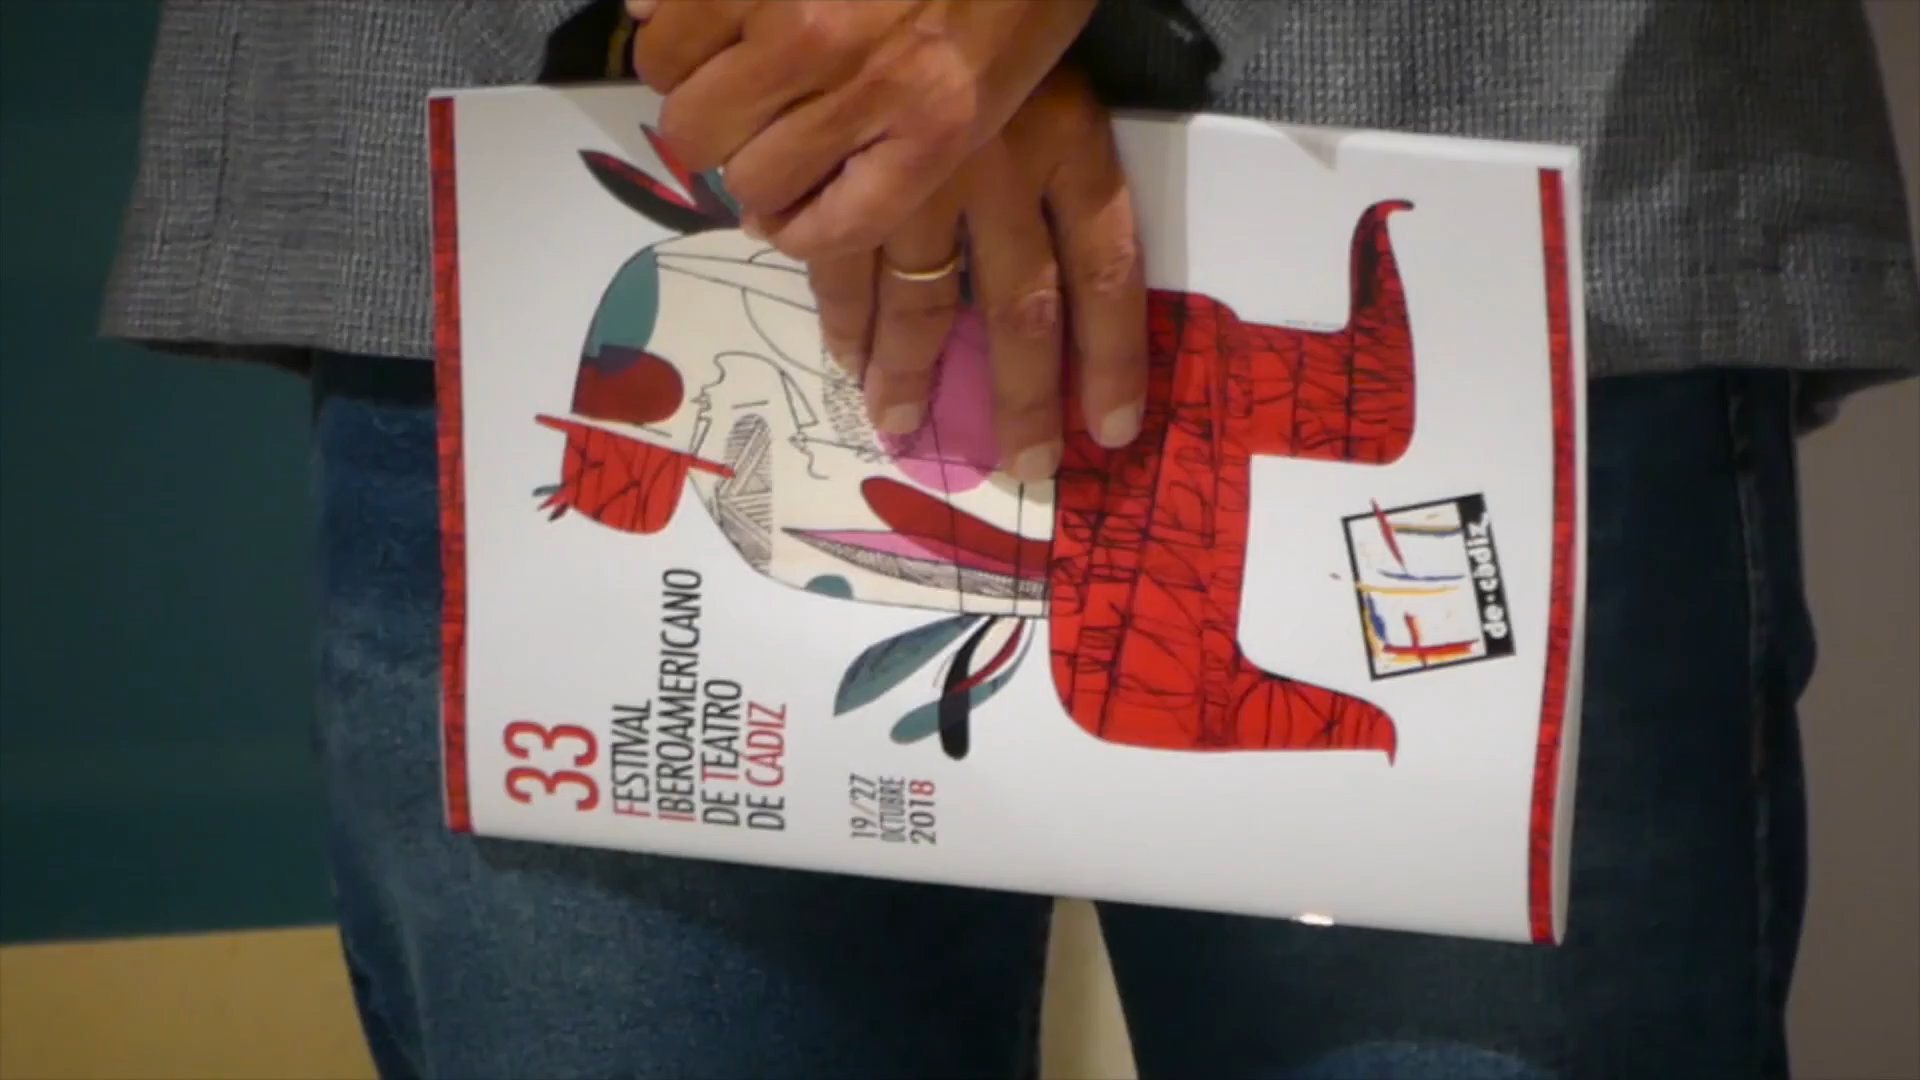 33
FESTIVAL
IBEROAMERICANO
DE TEATRO
DE CÁDIZ
19/27
OCTUBRE
2018
FIT
de·cádiz